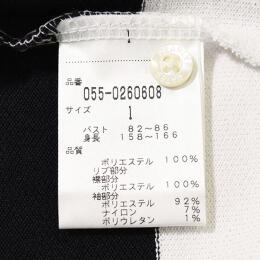 品番
055-0260608
サイズ
1
バスト 82~86
身長 158~166
品質
ポリエステル 100%
リブ部分
ポリエステル 100%
袖部分
ポリエステル 92%
ナイロン 7%
ポリウレタン 1%